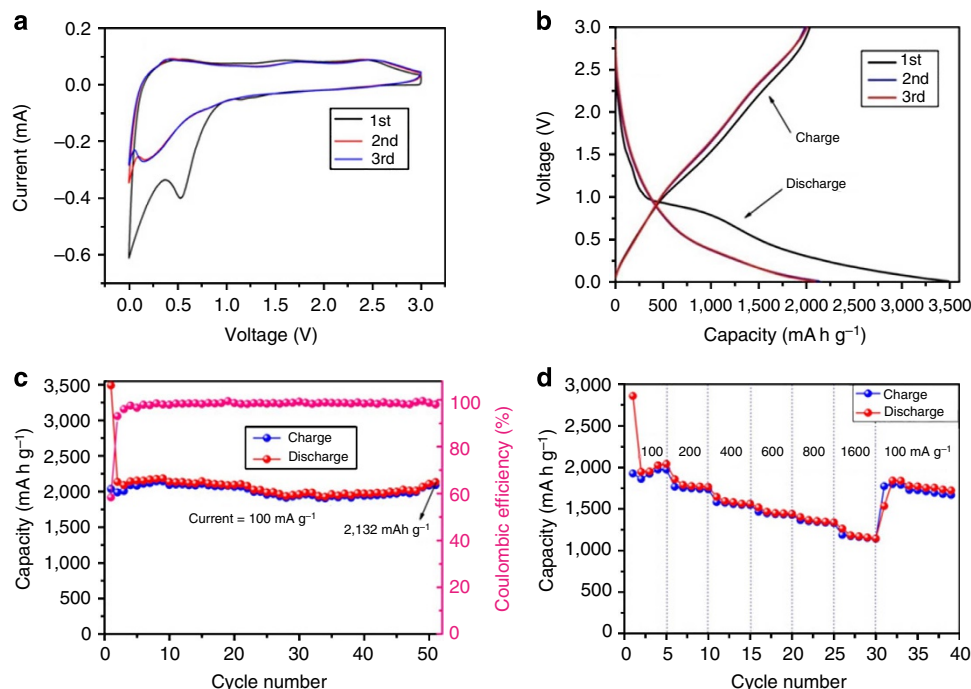 a
0.2
0.0
–0.2
–0.4
–0.6
Current (mA)
1st
2nd
3rd
0.0 0.5 1.0 1.5 2.0 2.5 3.0
Voltage (V)
b
3.0
2.5
2.0
1.5
1.0
0.5
0.0
Voltage (V)
1st
2nd
3rd
Charge
Discharge
0 500 1,000 1,500 2,000 2,500 3,000 3,500
Capacity (mA h g⁻¹)
c
3,500
3,000
2,500
2,000
1,500
1,000
500
0
Capacity (mA h g⁻¹)
Charge
Discharge
Current = 100 mA g⁻¹
2,132 mAh g⁻¹
100
80
60
40
20
0
Coulombic efficiency (%)
0 10 20 30 40 50
Cycle number
d
3,000
2,500
2,000
1,500
1,000
500
0
Capacity (mA h g⁻¹)
Charge
Discharge
100 200 400 600 800 1600 100 mA g⁻¹
0 5 10 15 20 25 30 35 40
Cycle number